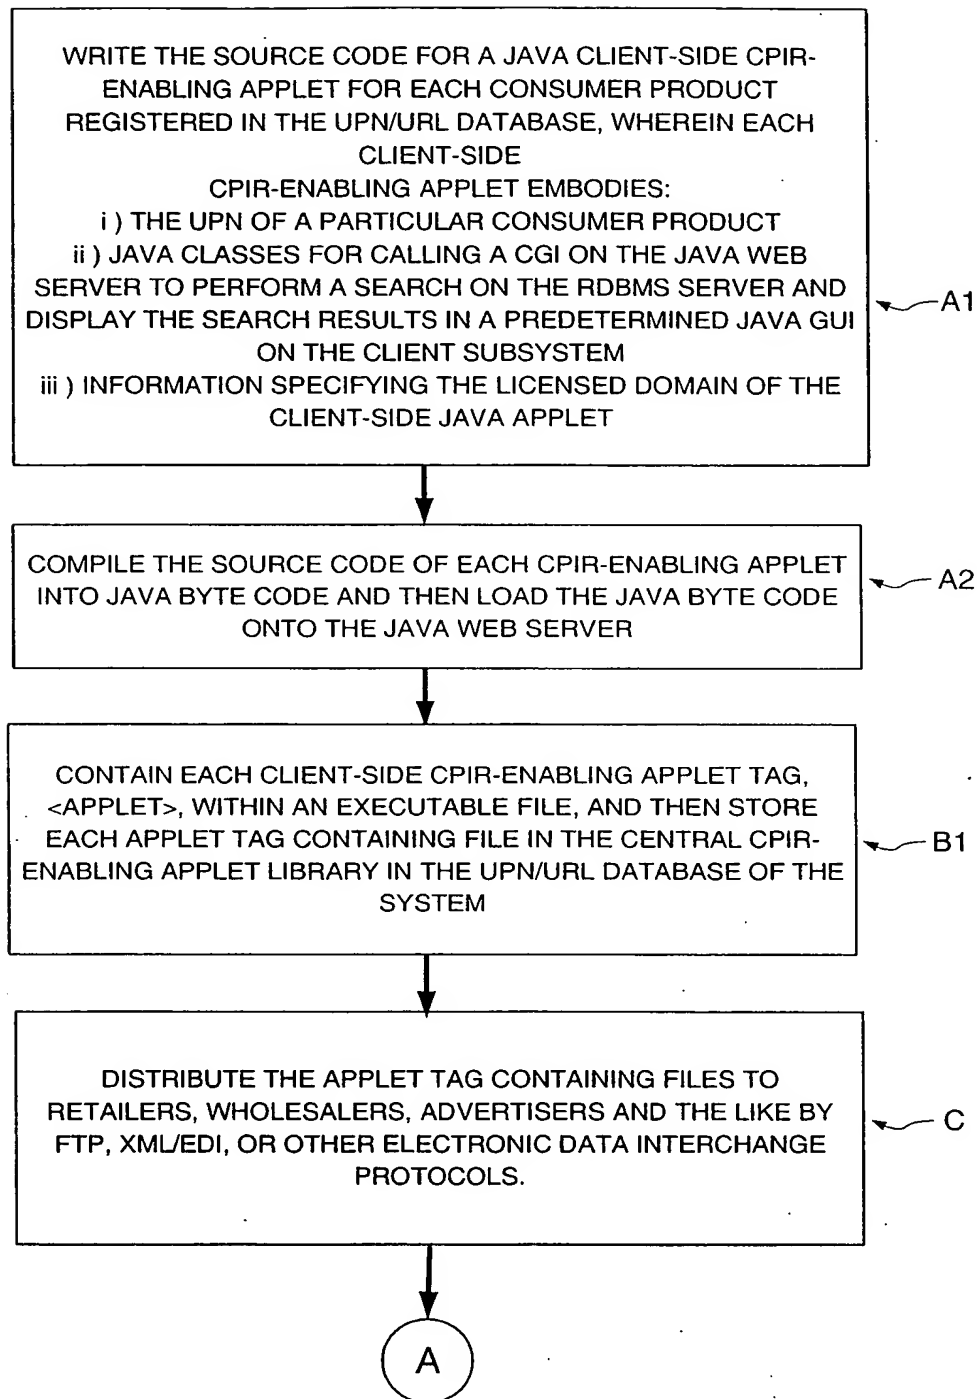 WRITE THE SOURCE CODE FOR A JAVA CLIENT-SIDE CPIR-
ENABLING APPLET FOR EACH CONSUMER PRODUCT
REGISTERED IN THE UPN/URL DATABASE, WHEREIN EACH
CLIENT-SIDE
CPIR-ENABLING APPLET EMBODIES:
i ) THE UPN OF A PARTICULAR CONSUMER PRODUCT
ii ) JAVA CLASSES FOR CALLING A CGI ON THE JAVA WEB
SERVER TO PERFORM A SEARCH ON THE RDBMS SERVER AND
DISPLAY THE SEARCH RESULTS IN A PREDETERMINED JAVA GUI
ON THE CLIENT SUBSYSTEM
iii ) INFORMATION SPECIFYING THE LICENSED DOMAIN OF THE
CLIENT-SIDE JAVA APPLET
A1
COMPILE THE SOURCE CODE OF EACH CPIR-ENABLING APPLET
INTO JAVA BYTE CODE AND THEN LOAD THE JAVA BYTE CODE
ONTO THE JAVA WEB SERVER
A2
CONTAIN EACH CLIENT-SIDE CPIR-ENABLING APPLET TAG,
<APPLET>, WITHIN AN EXECUTABLE FILE, AND THEN STORE
EACH APPLET TAG CONTAINING FILE IN THE CENTRAL CPIR-
ENABLING APPLET LIBRARY IN THE UPN/URL DATABASE OF THE
SYSTEM
B1
DISTRIBUTE THE APPLET TAG CONTAINING FILES TO
RETAILERS, WHOLESALERS, ADVERTISERS AND THE LIKE BY
FTP, XML/EDI, OR OTHER ELECTRONIC DATA INTERCHANGE
PROTOCOLS.
C
A